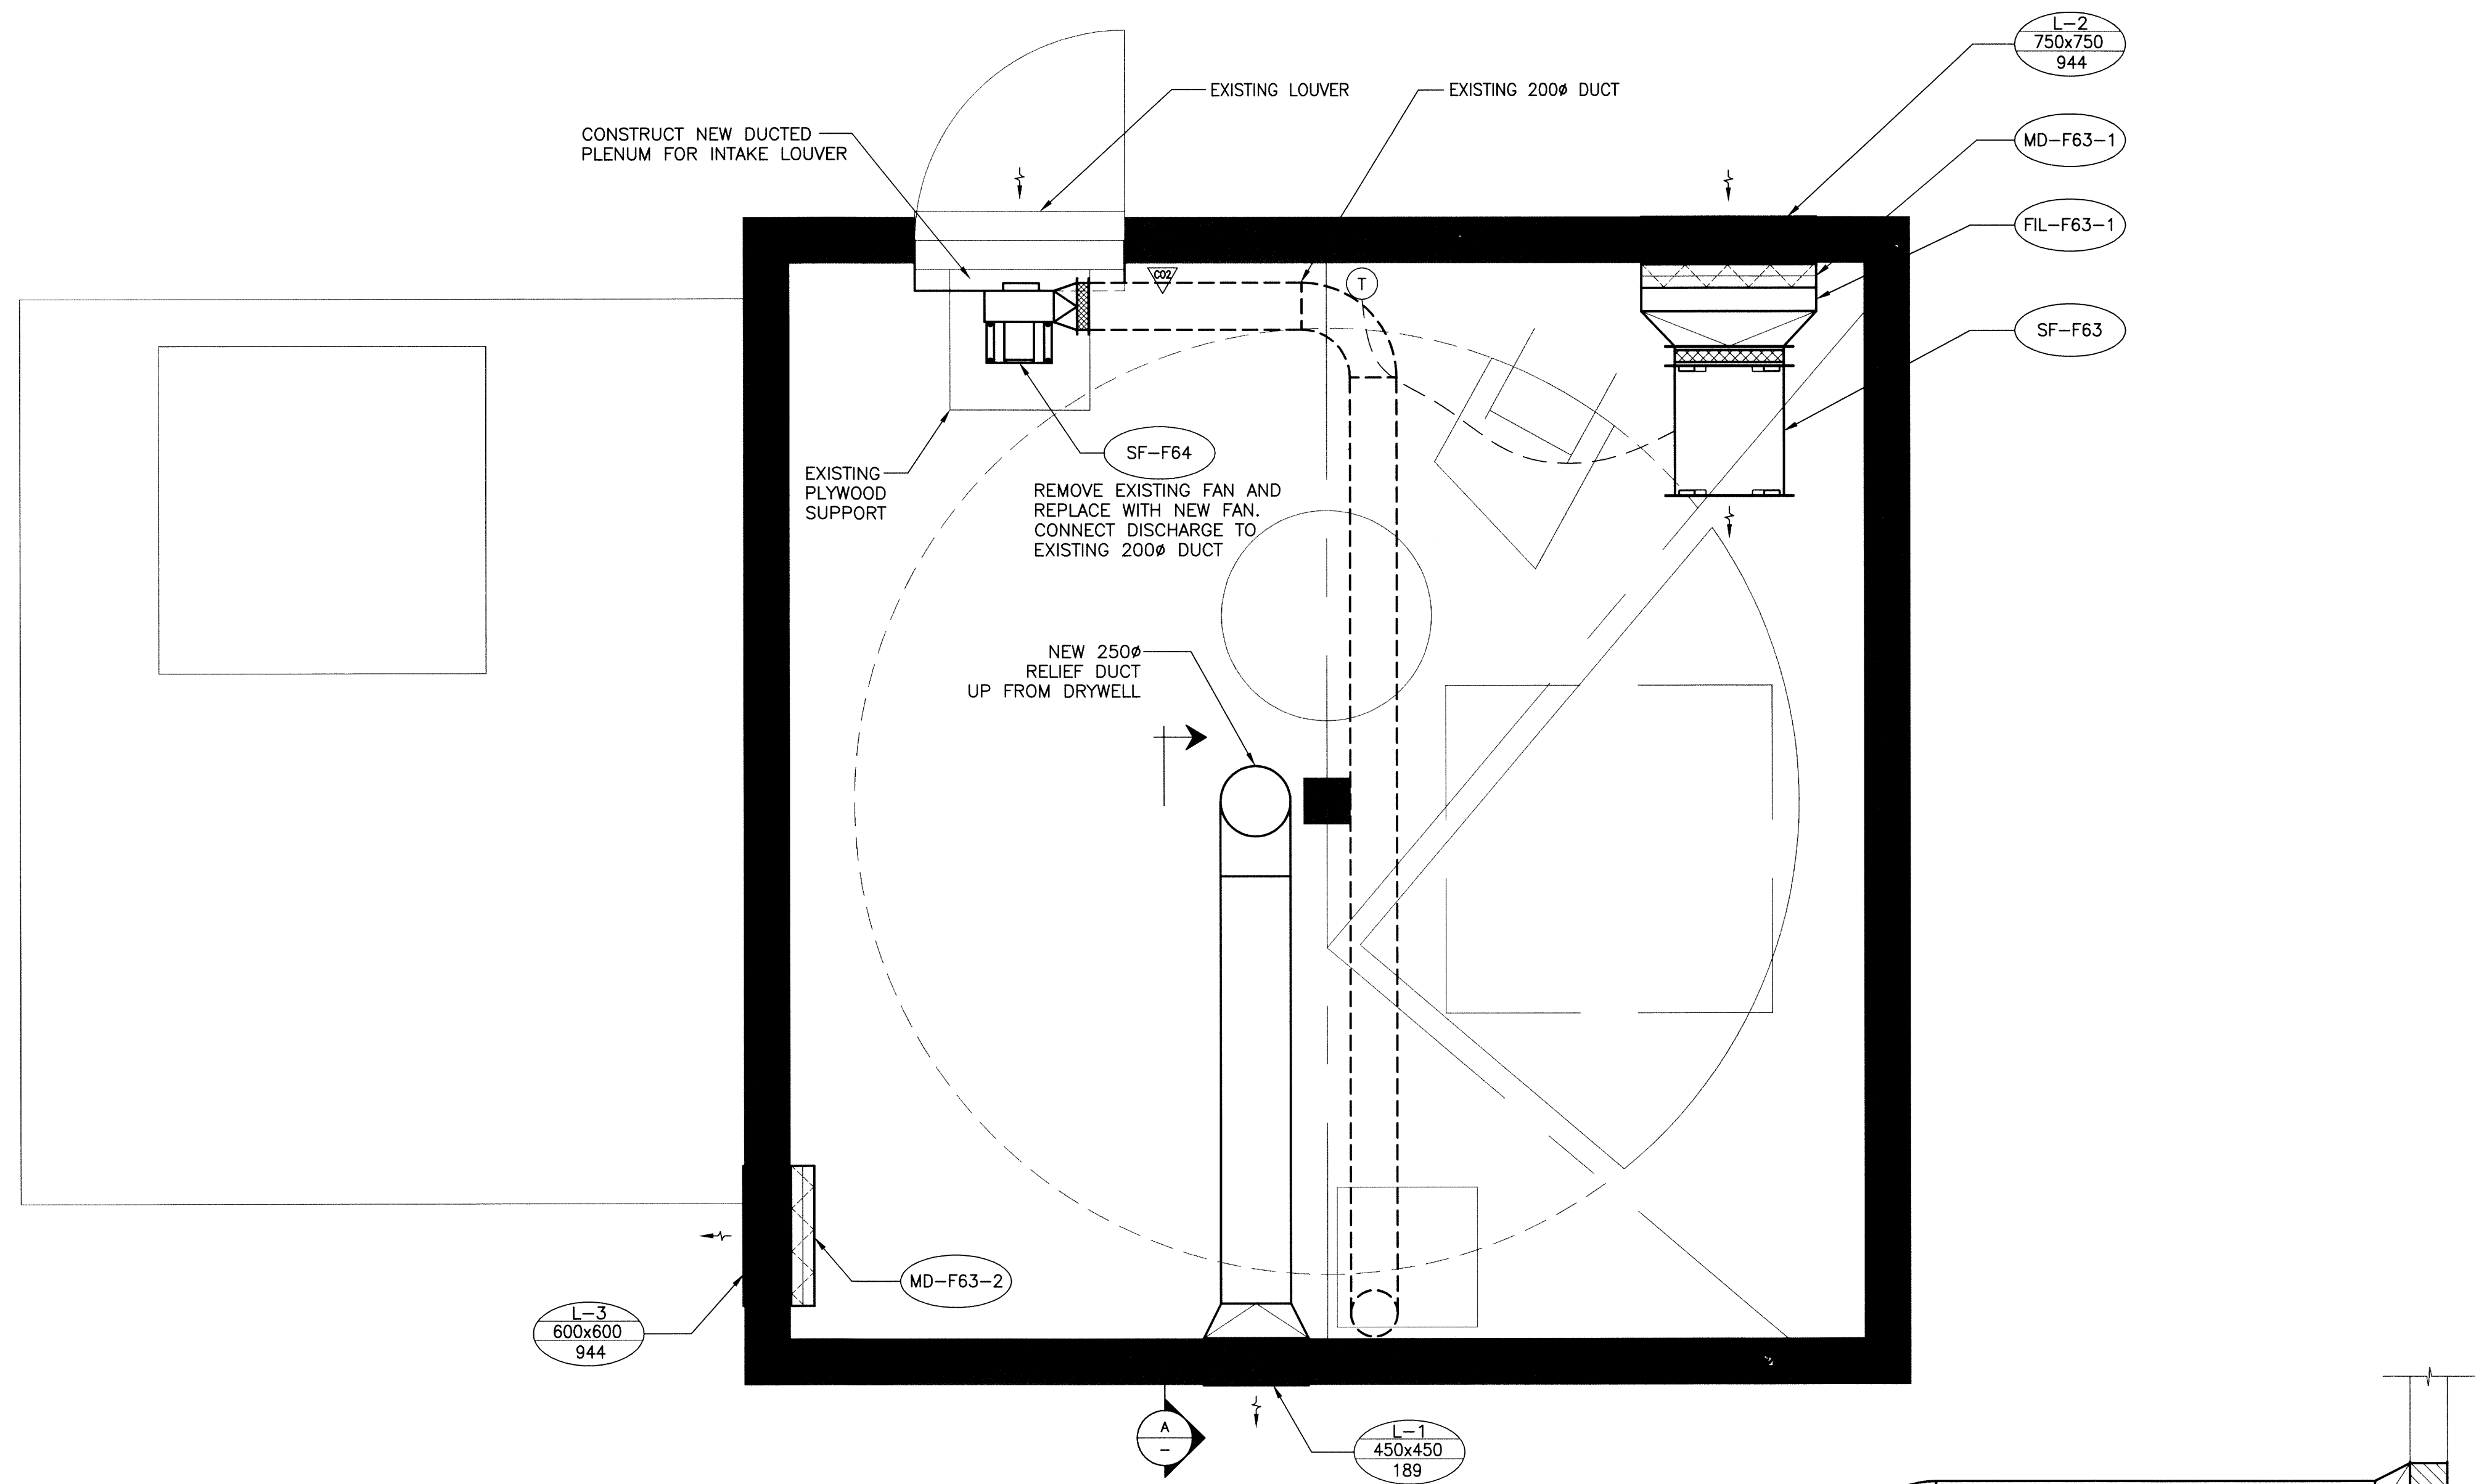 L-2
750x750
944
EXISTING LOUVER
EXISTING 200ø DUCT
CONSTRUCT NEW DUCTED
PLENUM FOR INTAKE LOUVER
MD-F63-1
FIL-F63-1
CO2
T
SF-F63
SF-F64
EXISTING
PLYWOOD
SUPPORT
REMOVE EXISTING FAN AND
REPLACE WITH NEW FAN.
CONNECT DISCHARGE TO
EXISTING 200ø DUCT
NEW 250ø
RELIEF DUCT
UP FROM DRYWELL
MD-F63-2
L-3
600x600
944
A
-
L-1
450x450
189